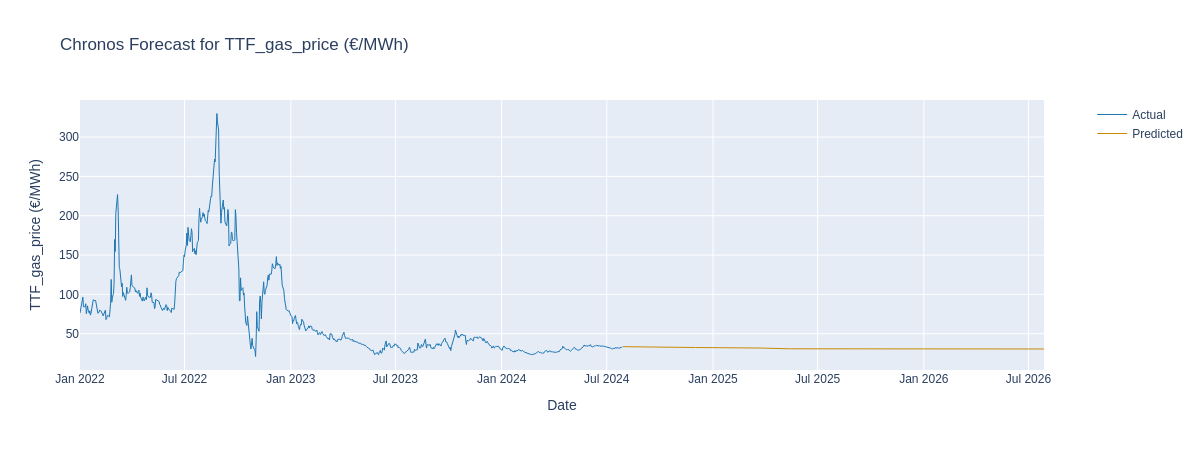 Chronos Forecast for TTF_gas_price (€/MWh)
Actual
Predicted
TTF_gas_price (€/MWh)
300
250
200
150
100
50
Jan 2022 Jul 2022 Jan 2023 Jul 2023 Jan 2024 Jul 2024 Jan 2025 Jul 2025 Jan 2026 Jul 2026
Date